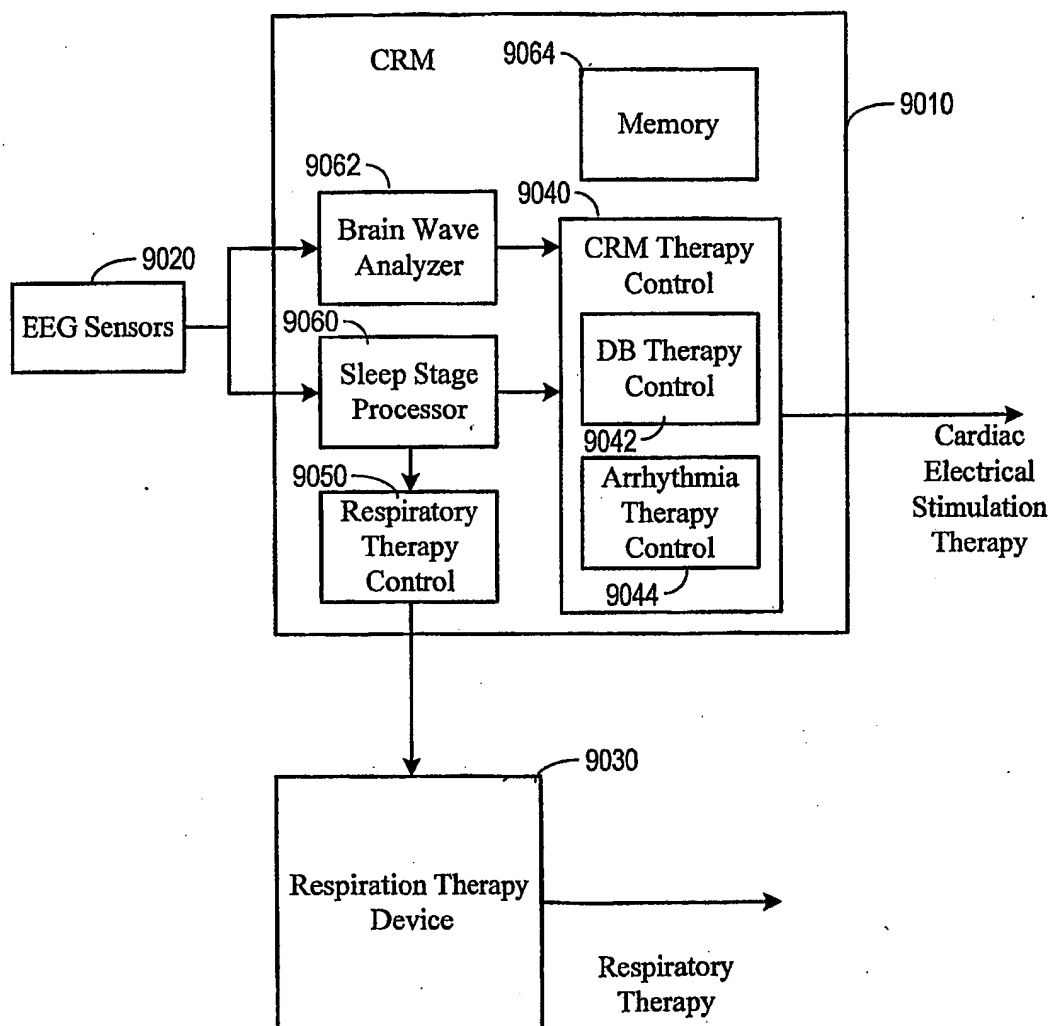 CRM
9064
Memory
9010
9062
Brain Wave
Analyzer
9040
CRM Therapy
Control
9020
EEG Sensors
9060
Sleep Stage
Processor
DB Therapy
Control
9042
Cardiac
Electrical
Stimulation
Therapy
9050
Respiratory
Therapy
Control
Arrhythmia
Therapy
Control
9044
9030
Respiration Therapy
Device
Respiratory
Therapy